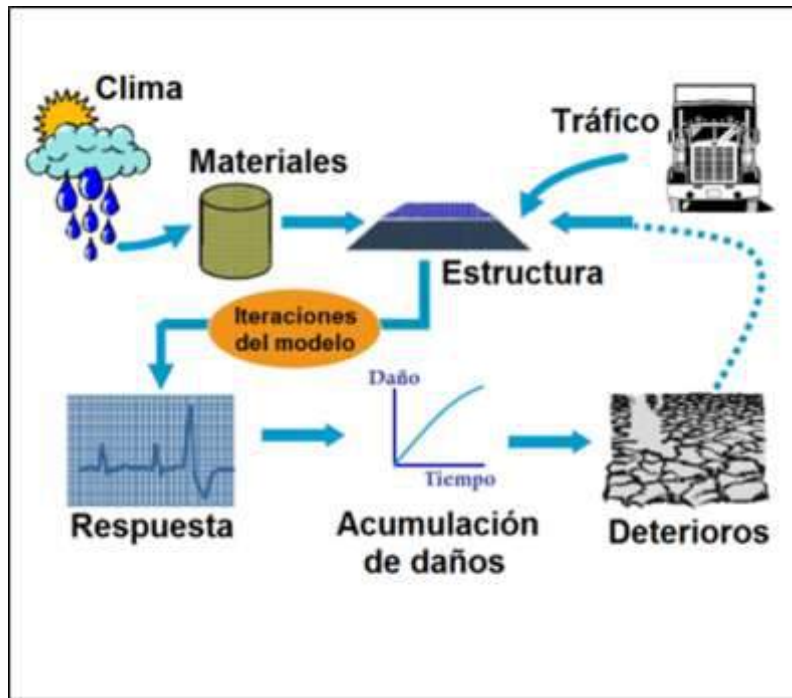 Clima
Tráfico
Materiales
Estructura
Iteraciones
del modelo
Daño
Tiempo
Respuesta
Acumulación
de daños
Deterioros